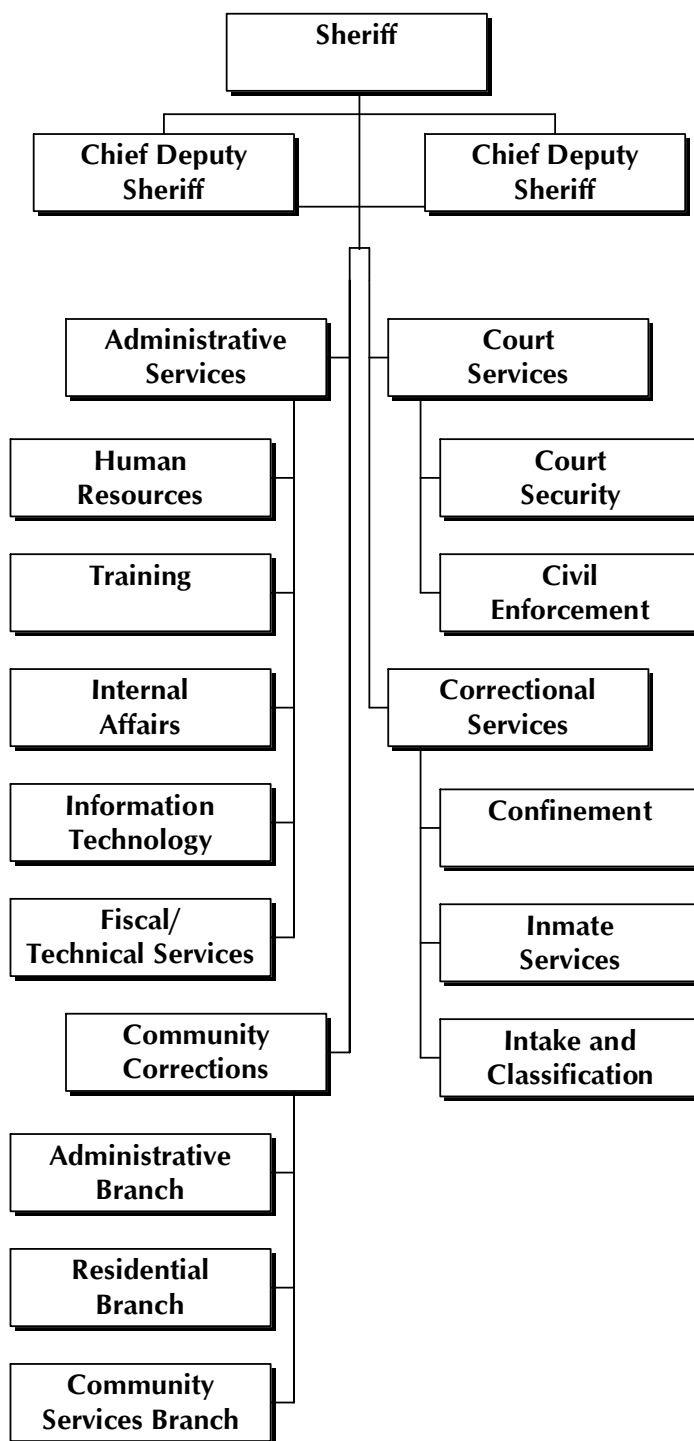 Sheriff
Chief Deputy
Sheriff
Chief Deputy
Sheriff
Administrative
Services
Human
Resources
Training
Internal
Affairs
Information
Technology
Fiscal/
Technical Services
Community
Corrections
Administrative
Branch
Residential
Branch
Community
Services Branch
Court
Services
Court
Security
Civil
Enforcement
Correctional
Services
Confinement
Inmate
Services
Intake and
Classification